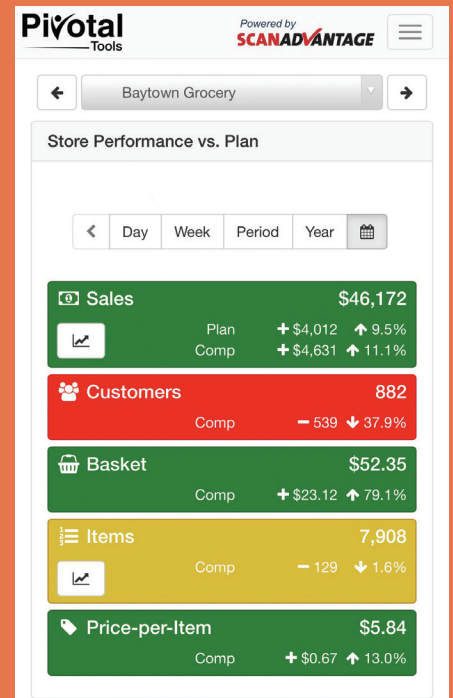 Pivotal
Tools
Powered by
SCANADVANTAGE
Baytown Grocery
Store Performance vs. Plan
Day Week Period Year
Sales $46,172
Plan + $4,012 ↑ 9.5%
Comp + $4,631 ↑ 11.1%
Customers 882
Comp − 539 ↓ 37.9%
Basket $52.35
Comp + $23.12 ↑ 79.1%
Items 7,908
Comp − 129 ↓ 1.6%
Price-per-Item $5.84
Comp + $0.67 ↑ 13.0%